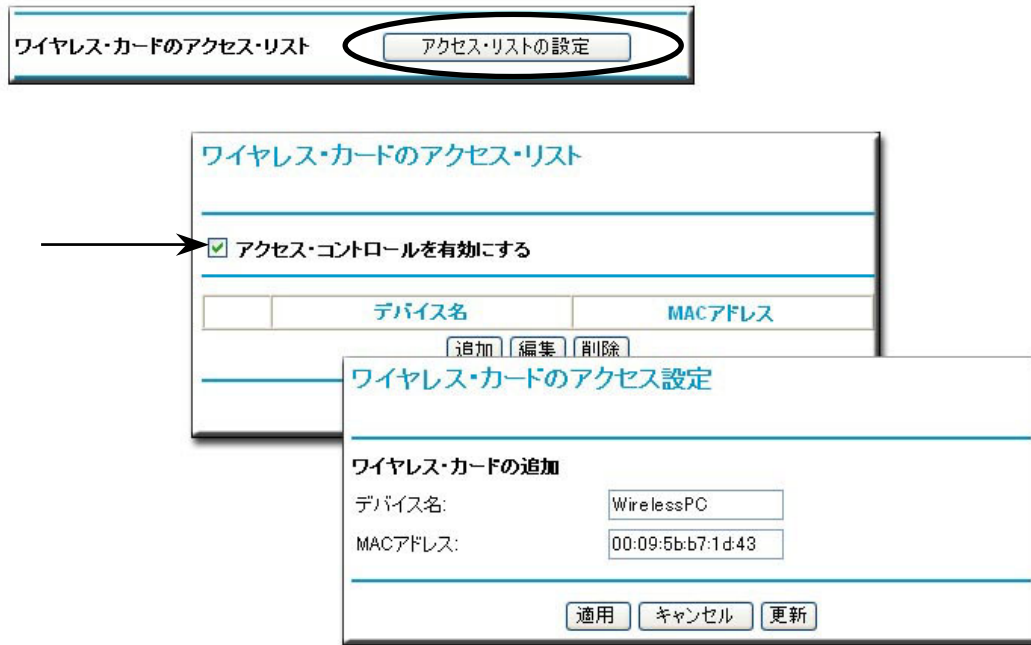 ワイヤレス・カードのアクセス・リスト アクセス・リストの設定
ワイヤレス・カードのアクセス・リスト
アクセス・コントロールを有効にする
デバイス名 MACアドレス
追加 編集 削除
ワイヤレス・カードのアクセス設定
ワイヤレス・カードの追加
デバイス名: WirelessPC
MACアドレス: 00:09:5b:b7:1d:43
適用 キャンセル 更新